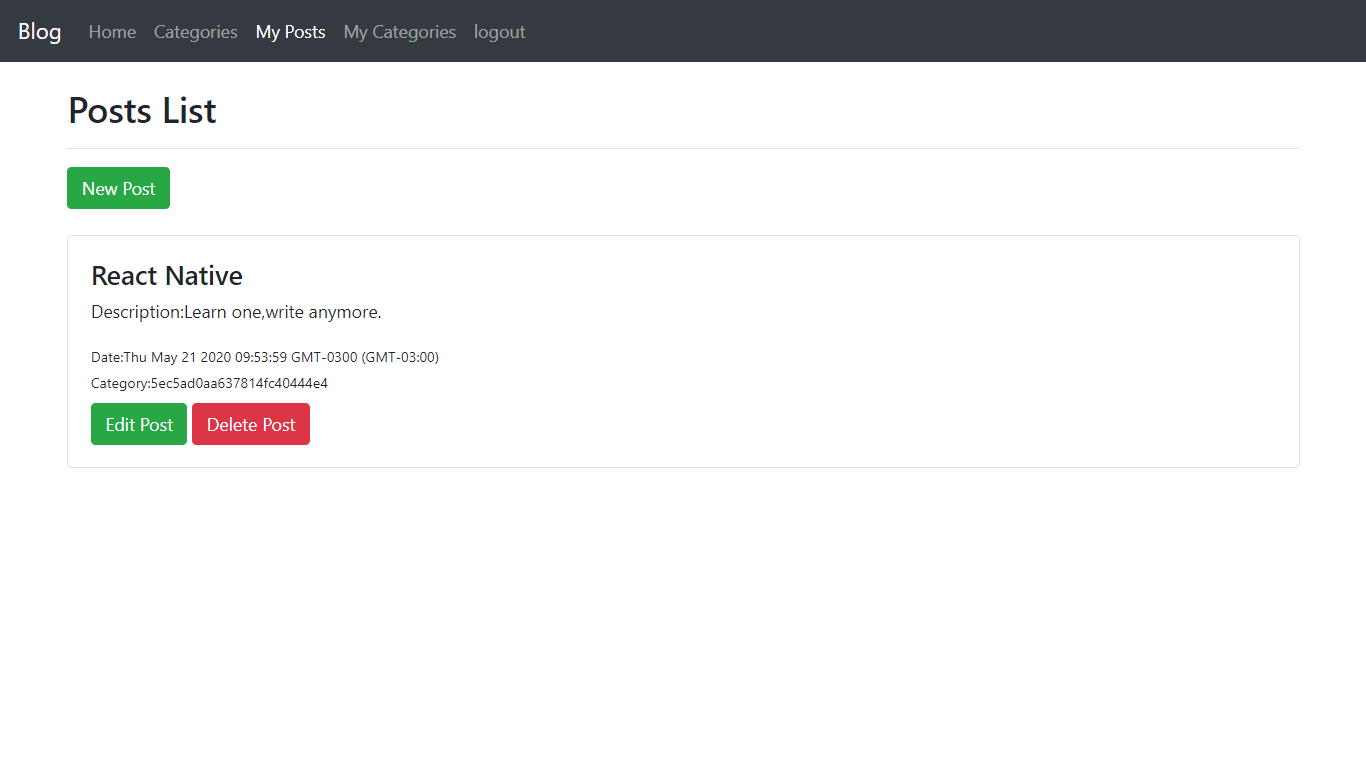 Blog Home Categories My Posts My Categories logout
Posts List
New Post
React Native
Description:Learn one,write anymore.
Date:Thu May 21 2020 09:53:59 GMT-0300 (GMT-03:00)
Category:5ec5ad0aa637814fc40444e4
Edit Post Delete Post